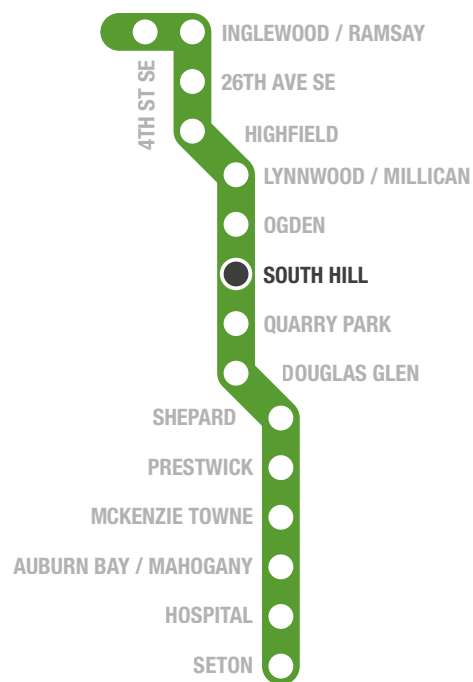 4TH ST SE
INGLEWOOD / RAMSAY
26TH AVE SE
HIGHFIELD
LYNNWOOD / MILLICAN
OGDEN
SOUTH HILL
QUARRY PARK
DOUGLAS GLEN
SHEPARD
PRESTWICK
MCKENZIE TOWNE
AUBURN BAY / MAHOGANY
HOSPITAL
SETON